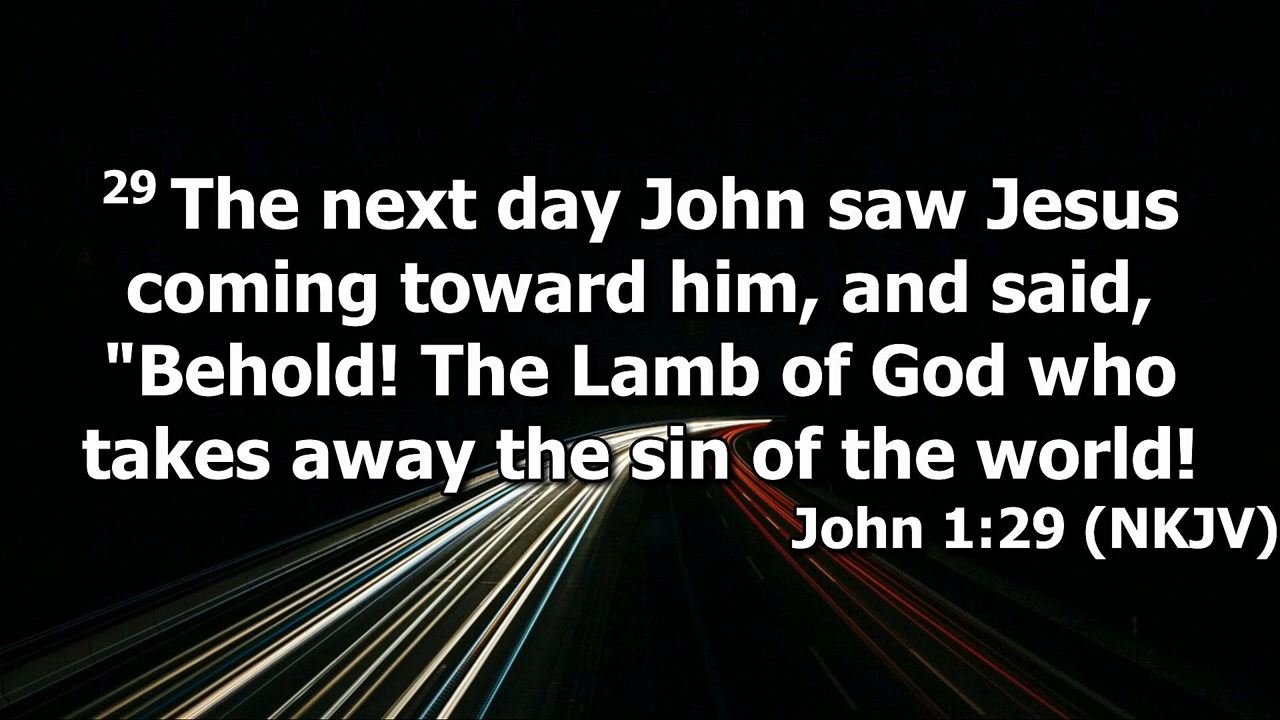 29 The next day John saw Jesus
coming toward him, and said,
"Behold! The Lamb of God who
takes away the sin of the world!
John 1:29 (NKJV)